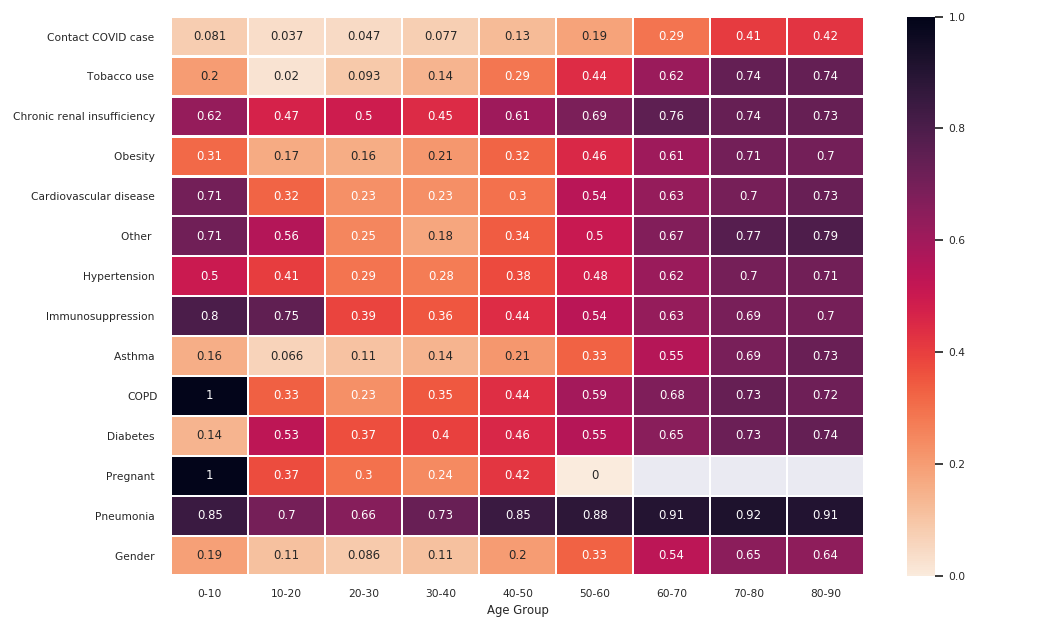 Contact COVID case 0.081 0.037 0.047 0.077 0.13 0.19 0.29 0.41 0.42
Tobacco use 0.2 0.02 0.093 0.14 0.29 0.44 0.62 0.74 0.74
Chronic renal insufficiency 0.62 0.47 0.5 0.45 0.61 0.69 0.76 0.74 0.73
Obesity 0.31 0.17 0.16 0.21 0.32 0.46 0.61 0.71 0.7
Cardiovascular disease 0.71 0.32 0.23 0.23 0.3 0.54 0.63 0.7 0.73
Other 0.71 0.56 0.25 0.18 0.34 0.5 0.67 0.77 0.79
Hypertension 0.5 0.41 0.29 0.28 0.38 0.48 0.62 0.7 0.71
Immunosuppression 0.8 0.75 0.39 0.36 0.44 0.54 0.63 0.69 0.7
Asthma 0.16 0.066 0.11 0.14 0.21 0.33 0.55 0.69 0.73
COPD 1 0.33 0.23 0.35 0.44 0.59 0.68 0.73 0.72
Diabetes 0.14 0.53 0.37 0.4 0.46 0.55 0.65 0.73 0.74
Pregnant 1 0.37 0.3 0.24 0.42 0
Pneumonia 0.85 0.7 0.66 0.73 0.85 0.88 0.91 0.92 0.91
Gender 0.19 0.11 0.086 0.11 0.2 0.33 0.54 0.65 0.64
0-10 10-20 20-30 30-40 40-50 50-60 60-70 70-80 80-90
Age Group
1.0
0.8
0.6
0.4
0.2
0.0